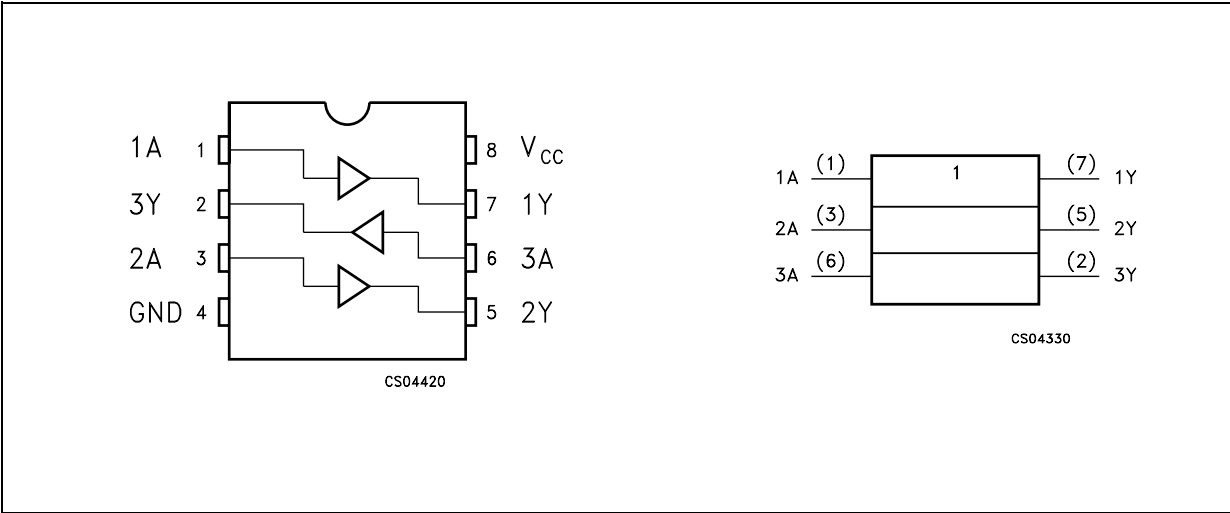 1A 1 8 VCC
3Y 2 7 1Y
2A 3 6 3A
GND 4 5 2Y
CS04420
1
1A (1) (7) 1Y
2A (3) (5) 2Y
3A (6) (2) 3Y
CS04330